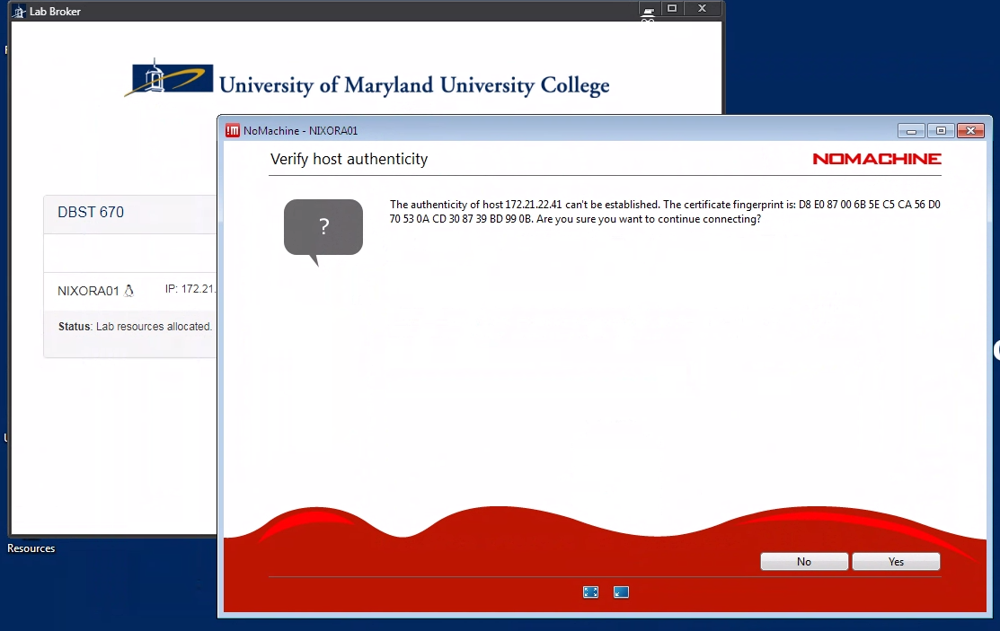 Lab Broker
University of Maryland University College
NoMachine - NIXORA01
Verify host authenticity
NOMACHINE
DBST 670
?
The authenticity of host 172.21.22.41 can't be established. The certificate fingerprint is: D8 E0 87 00 6B 5E C5 CA 56 D0
70 53 0A CD 30 87 39 BD 99 0B. Are you sure you want to continue connecting?
NIXORA01
IP: 172.21.
Status: Lab resources allocated.
Resources
No
Yes